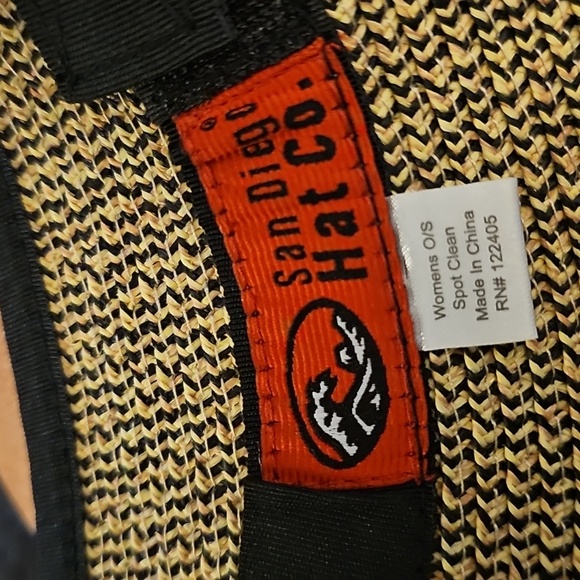 San Diego
Hat Co.
Womens O/S
Spot Clean
Made In China
RN# 122405